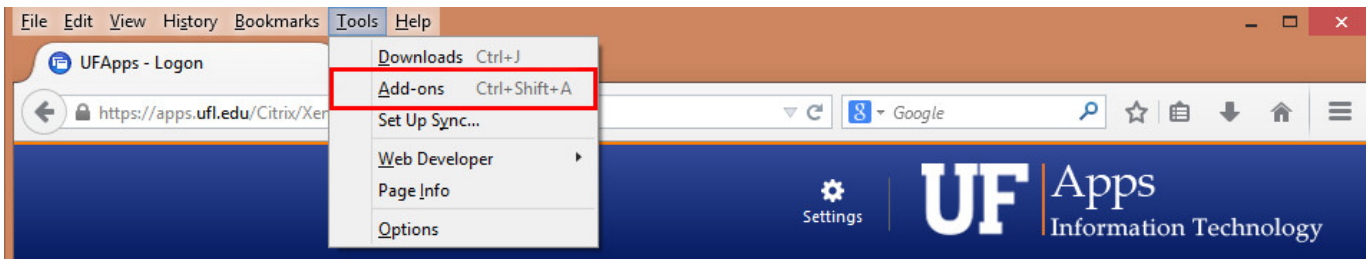 File Edit View History Bookmarks Tools Help
UFApps - Logon
Downloads Ctrl+J
Add-ons Ctrl+Shift+A
https://apps.ufl.edu/Citrix/Xen
8 Google
Set Up Sync...
Web Developer
Page Info
Options
Settings
UF Apps
Information Technology